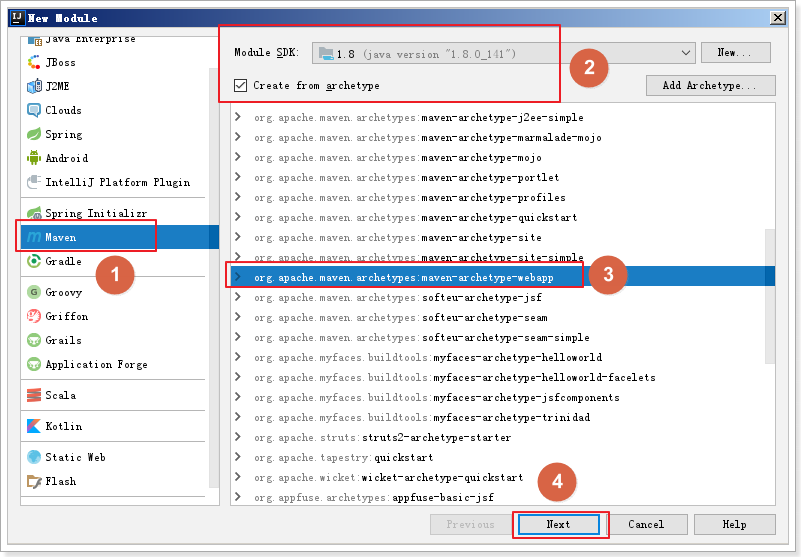 New Module
Java Enterprise
JBoss
J2ME
Clouds
Spring
Android
IntelliJ Platform Plugin
Spring Initializr
Maven
1
Gradle
Groovy
Griffon
Grails
Application Forge
Scala
Kotlin
Static Web
Flash
Module SDK: 1.8 (java version "1.8.0_141") New...
2
Create from archetype Add Archetype...
org.apache.maven.archetypes:maven-archetype-j2ee-simple
org.apache.maven.archetypes:maven-archetype-marmalade-mojo
org.apache.maven.archetypes:maven-archetype-mojo
org.apache.maven.archetypes:maven-archetype-portlet
org.apache.maven.archetypes:maven-archetype-profiles
org.apache.maven.archetypes:maven-archetype-quickstart
org.apache.maven.archetypes:maven-archetype-site
org.apache.maven.archetypes:maven-archetype-site-simple
org.apache.maven.archetypes:maven-archetype-webapp
3
org.apache.maven.archetypes:softeu-archetype-jsf
org.apache.maven.archetypes:softeu-archetype-seam
org.apache.maven.archetypes:softeu-archetype-seam-simple
org.apache.myfaces.buildtools:myfaces-archetype-helloworld
org.apache.myfaces.buildtools:myfaces-archetype-helloworld-facelets
org.apache.myfaces.buildtools:myfaces-archetype-jsfcomponents
org.apache.myfaces.buildtools:myfaces-archetype-trinidad
org.apache.struts:struts2-archetype-starter
org.apache.tapestry:quickstart
org.apache.wicket:wicket-archetype-quickstart
org.appfuse.archetypes:appfuse-basic-jsf
4
Previous Next Cancel Help